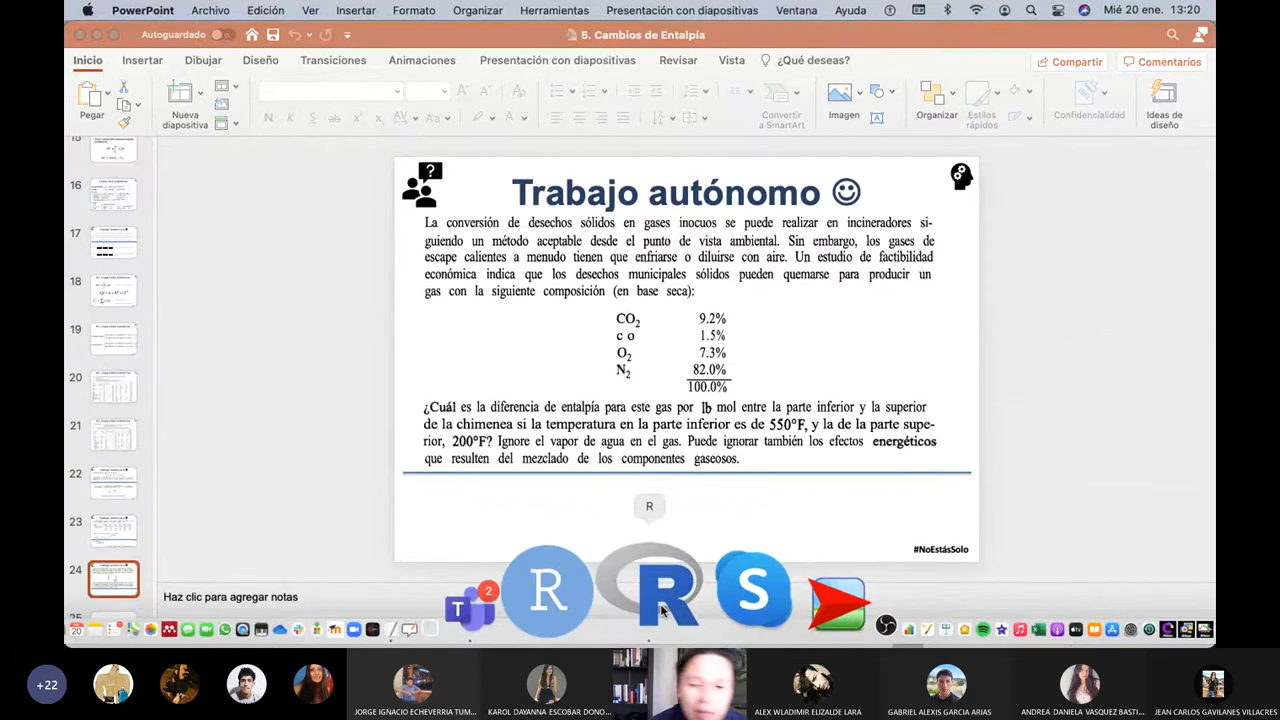 PowerPoint Archivo Edición Ver Insertar Formato Organizar Herramientas Presentación con diapositivas Ventana Ayuda Mié 20 ene. 13:20
Autoguardado 5. Cambios de Entalpía
Inicio Insertar Dibujar Diseño Transiciones Animaciones Presentación con diapositivas Revisar Vista ¿Qué deseas? Compartir Comentarios
Pegar Nueva diapositiva Convertir a SmartArt Imagen Organizar Estilos rápidos Confidencialidad Ideas de diseño
15
16
17
18
19
20
21
22
23
24
25
Trabajo autónomo
La conversión de desechos sólidos en gases inocuos se puede realizar en incineradores si-
guiendo un método aceptable desde el punto de vista ambiental. Sin embargo, los gases de
escape calientes a menudo tienen que enfriarse o diluirse con aire. Un estudio de factibilidad
económica indica que los desechos municipales sólidos pueden quemarse para producir un
gas con la siguiente composición (en base seca):
CO2 9.2%
c o 1.5%
O2 7.3%
N2 82.0%
100.0%
¿Cuál es la diferencia de entalpía para este gas por lb mol entre la parte inferior y la superior
de la chimenea si la temperatura en la parte inferior es de 550°F, y la de la parte supe-
rior, 200°F? Ignore el vapor de agua en el gas. Puede ignorar también los efectos energéticos
que resulten del mezclado de los componentes gaseosos.
#NoEstásSolo
R
T 2 R R S
Haz clic para agregar notas
+22
JORGE IGNACIO ECHEVERRIA TUM...
KAROL DAYANNA ESCOBAR DONO...
ALEX WLADIMIR ELIZALDE LARA
GABRIEL ALEXIS GARCIA ARIAS
ANDREA DANIELA VASQUEZ BASTI...
JEAN CARLOS GAVILANES VILLACRES